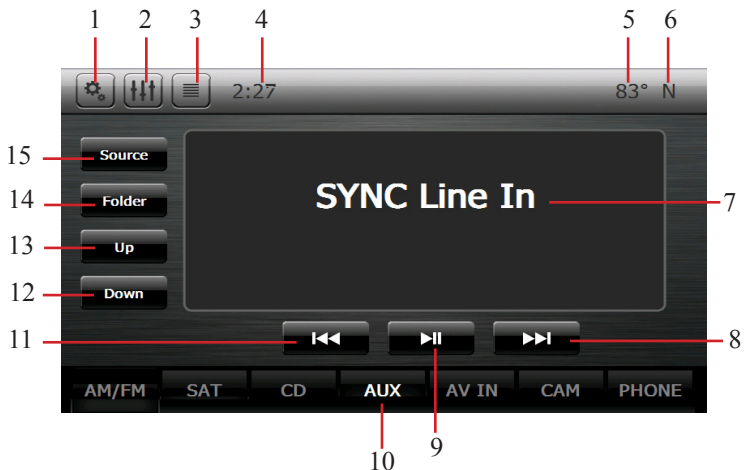 1 2 3 4 5 6
2:27 83° N
15 Source
SYNC Line In 7
14 Folder
13 Up
12 Down
11 8
AM/FM SAT CD AUX AV IN CAM PHONE
9
10